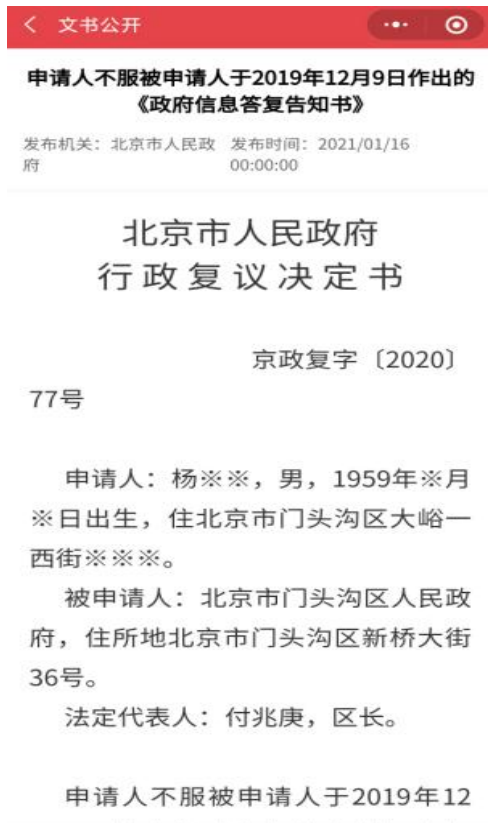 文书公开
申请人不服被申请人于2019年12月9日作出的
《政府信息答复告知书》
发布机关：北京市人民政 发布时间：2021/01/16
府 00:00:00
北京市人民政府
行政复议决定书
京政复字〔2020〕
77号
申请人：杨※※，男，1959年※月
※日出生，住北京市门头沟区大峪一
西街※※※。
被申请人：北京市门头沟区人民政
府，住所地北京市门头沟区新桥大街
36号。
法定代表人：付兆庚，区长。
申请人不服被申请人于2019年12